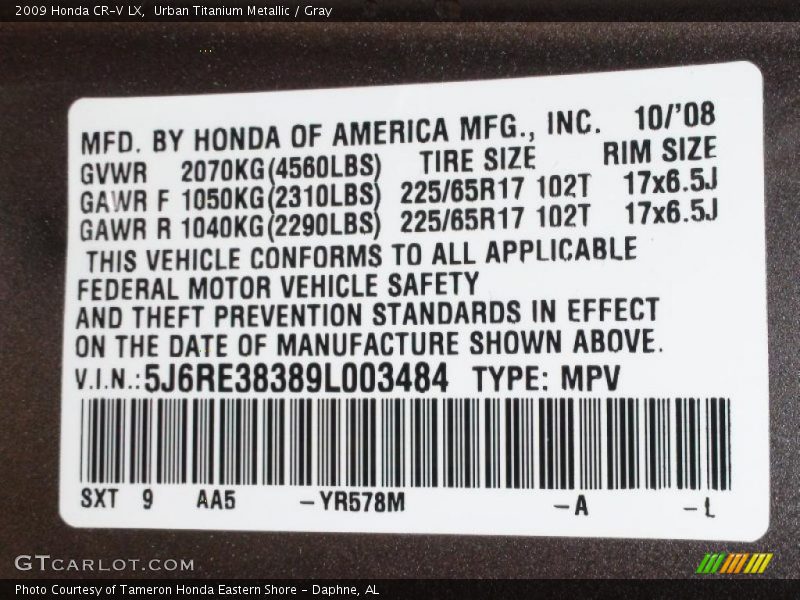 2009 Honda CR-V LX, Urban Titanium Metallic / Gray
MFD. BY HONDA OF AMERICA MFG., INC. 10/'08
GVWR 2070KG(4560LBS) TIRE SIZE RIM SIZE
GAWR F 1050KG(2310LBS) 225/65R17 102T 17x6.5J
GAWR R 1040KG(2290LBS) 225/65R17 102T 17x6.5J
THIS VEHICLE CONFORMS TO ALL APPLICABLE
FEDERAL MOTOR VEHICLE SAFETY
AND THEFT PREVENTION STANDARDS IN EFFECT
ON THE DATE OF MANUFACTURE SHOWN ABOVE.
V.I.N.:5J6RE38389L003484 TYPE: MPV
SXT 9 AA5 -YR578M -A -L
GTCARLOT.COM
Photo Courtesy of Tameron Honda Eastern Shore - Daphne, AL